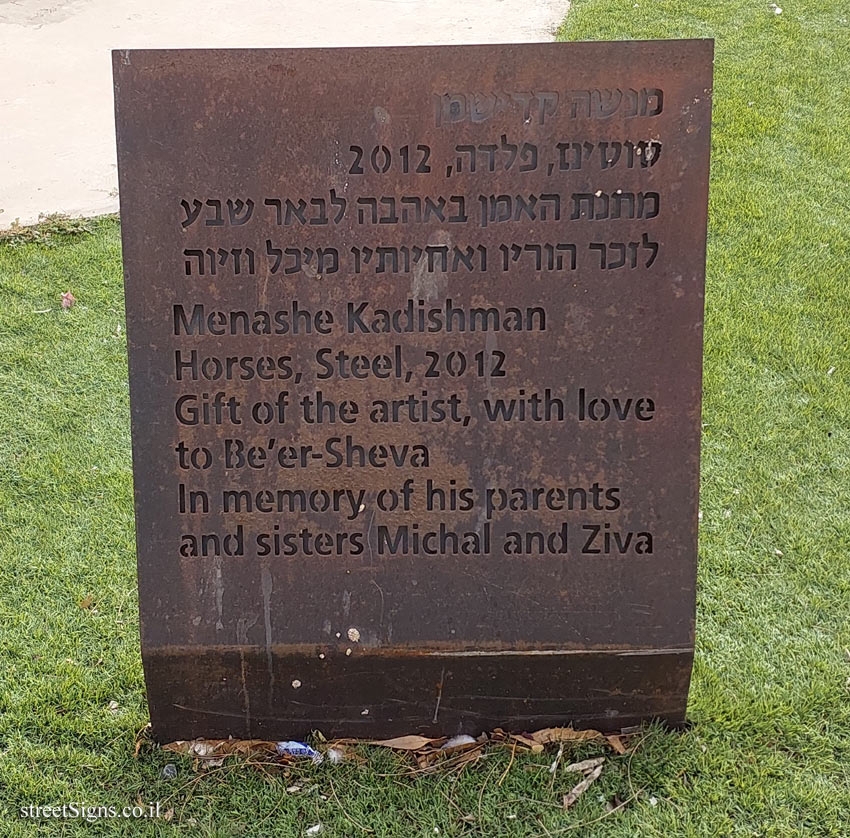 מנשה קדישמן
סוסים, פלדה, 2012
מתנת האמן באהבה לבאר שבע
לזכר הוריו ואחיותיו מיכל וזיוה
Menashe Kadishman
Horses, Steel, 2012
Gift of the artist, with love
to Be'er-Sheva
In memory of his parents
and sisters Michal and Ziva
streetSigns.co.il